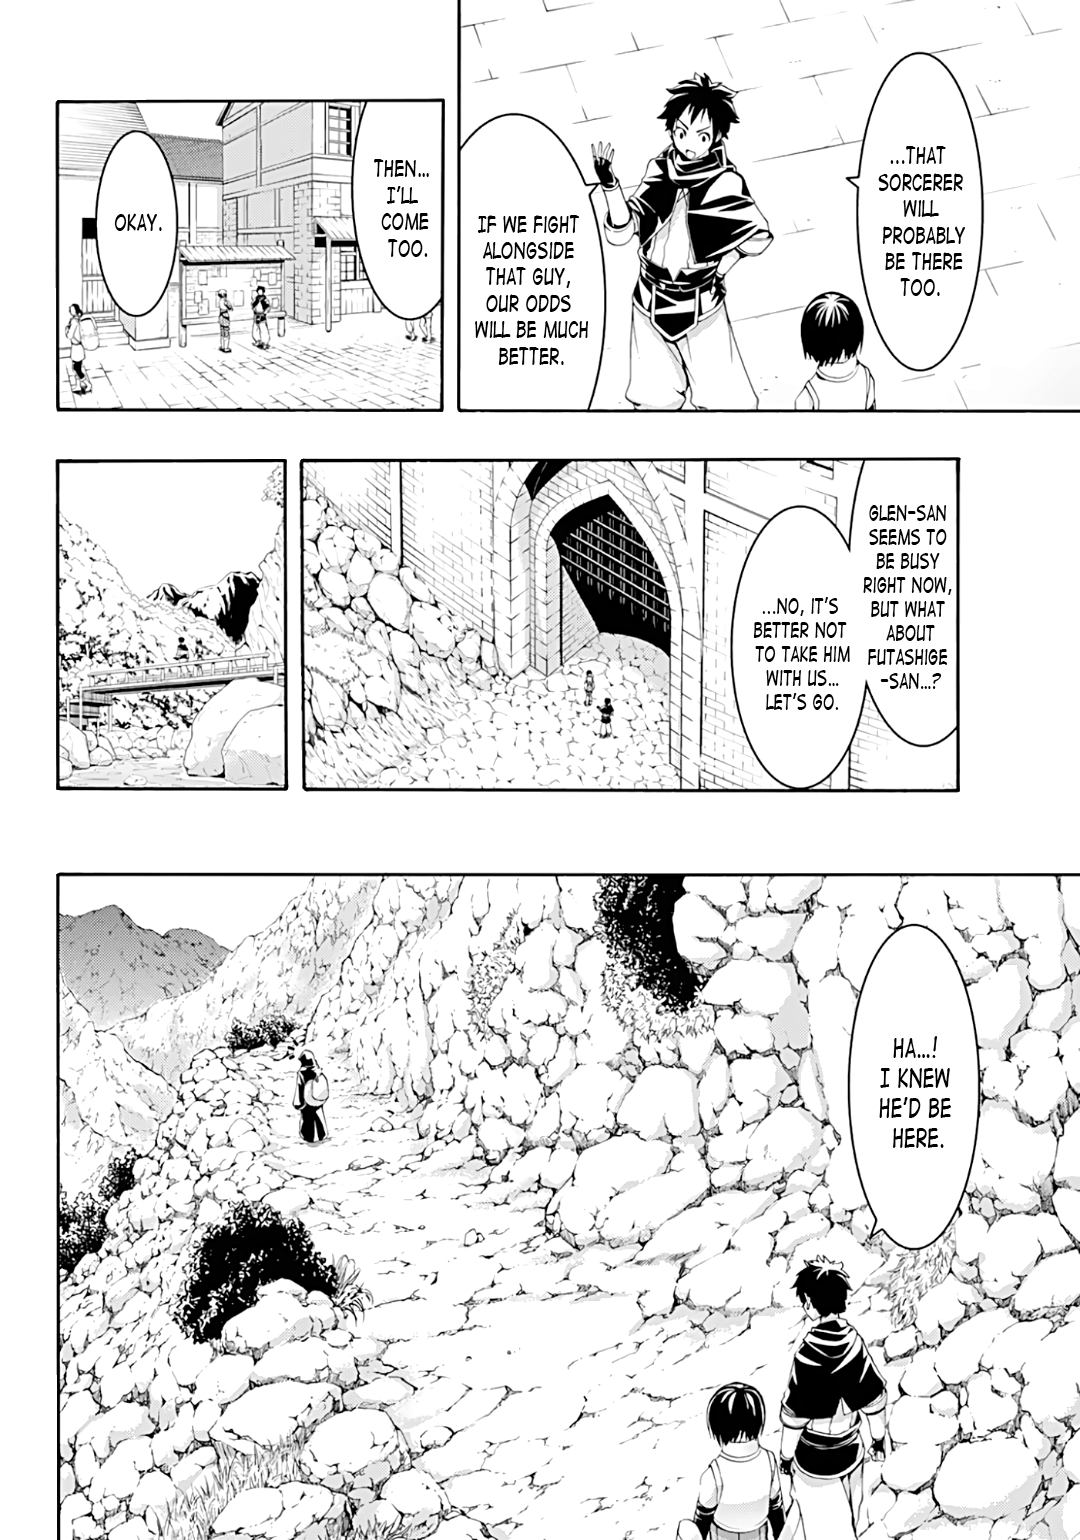 ...THAT
SORCERER
WILL
PROBABLY
BE THERE
TOO.
IF WE FIGHT
ALONGSIDE
THAT GUY,
OUR ODDS
WILL BE MUCH
BETTER.
THEN...
I'LL
COME
TOO.
OKAY.
GLEN-SAN
SEEMS TO
BE BUSY
RIGHT NOW,
BUT WHAT
ABOUT
FUTASHIGE
-SAN...?
...NO, IT'S
BETTER NOT
TO TAKE HIM
WITH US...
LET'S GO.
HA...!
I KNEW
HE'D BE
HERE.